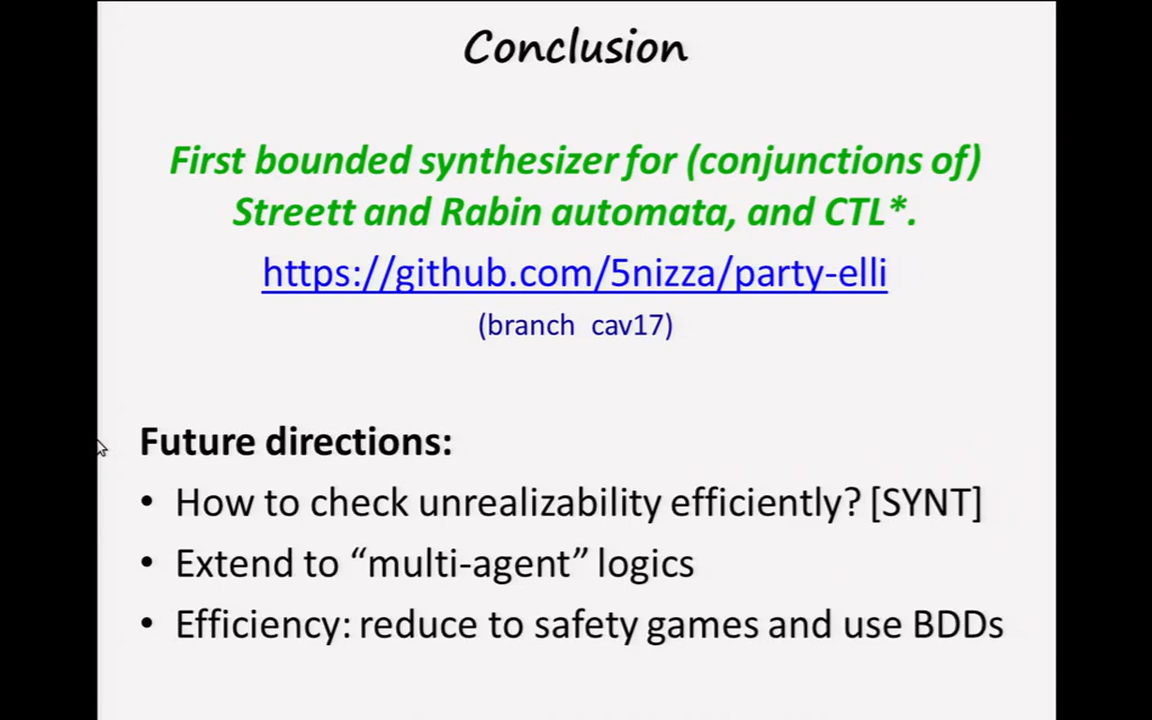 Conclusion
First bounded synthesizer for (conjunctions of)
Streett and Rabin automata, and CTL*.
https://github.com/5nizza/party-elli
(branch cav17)
Future directions:
• How to check unrealizability efficiently? [SYNT]
• Extend to “multi-agent” logics
• Efficiency: reduce to safety games and use BDDs